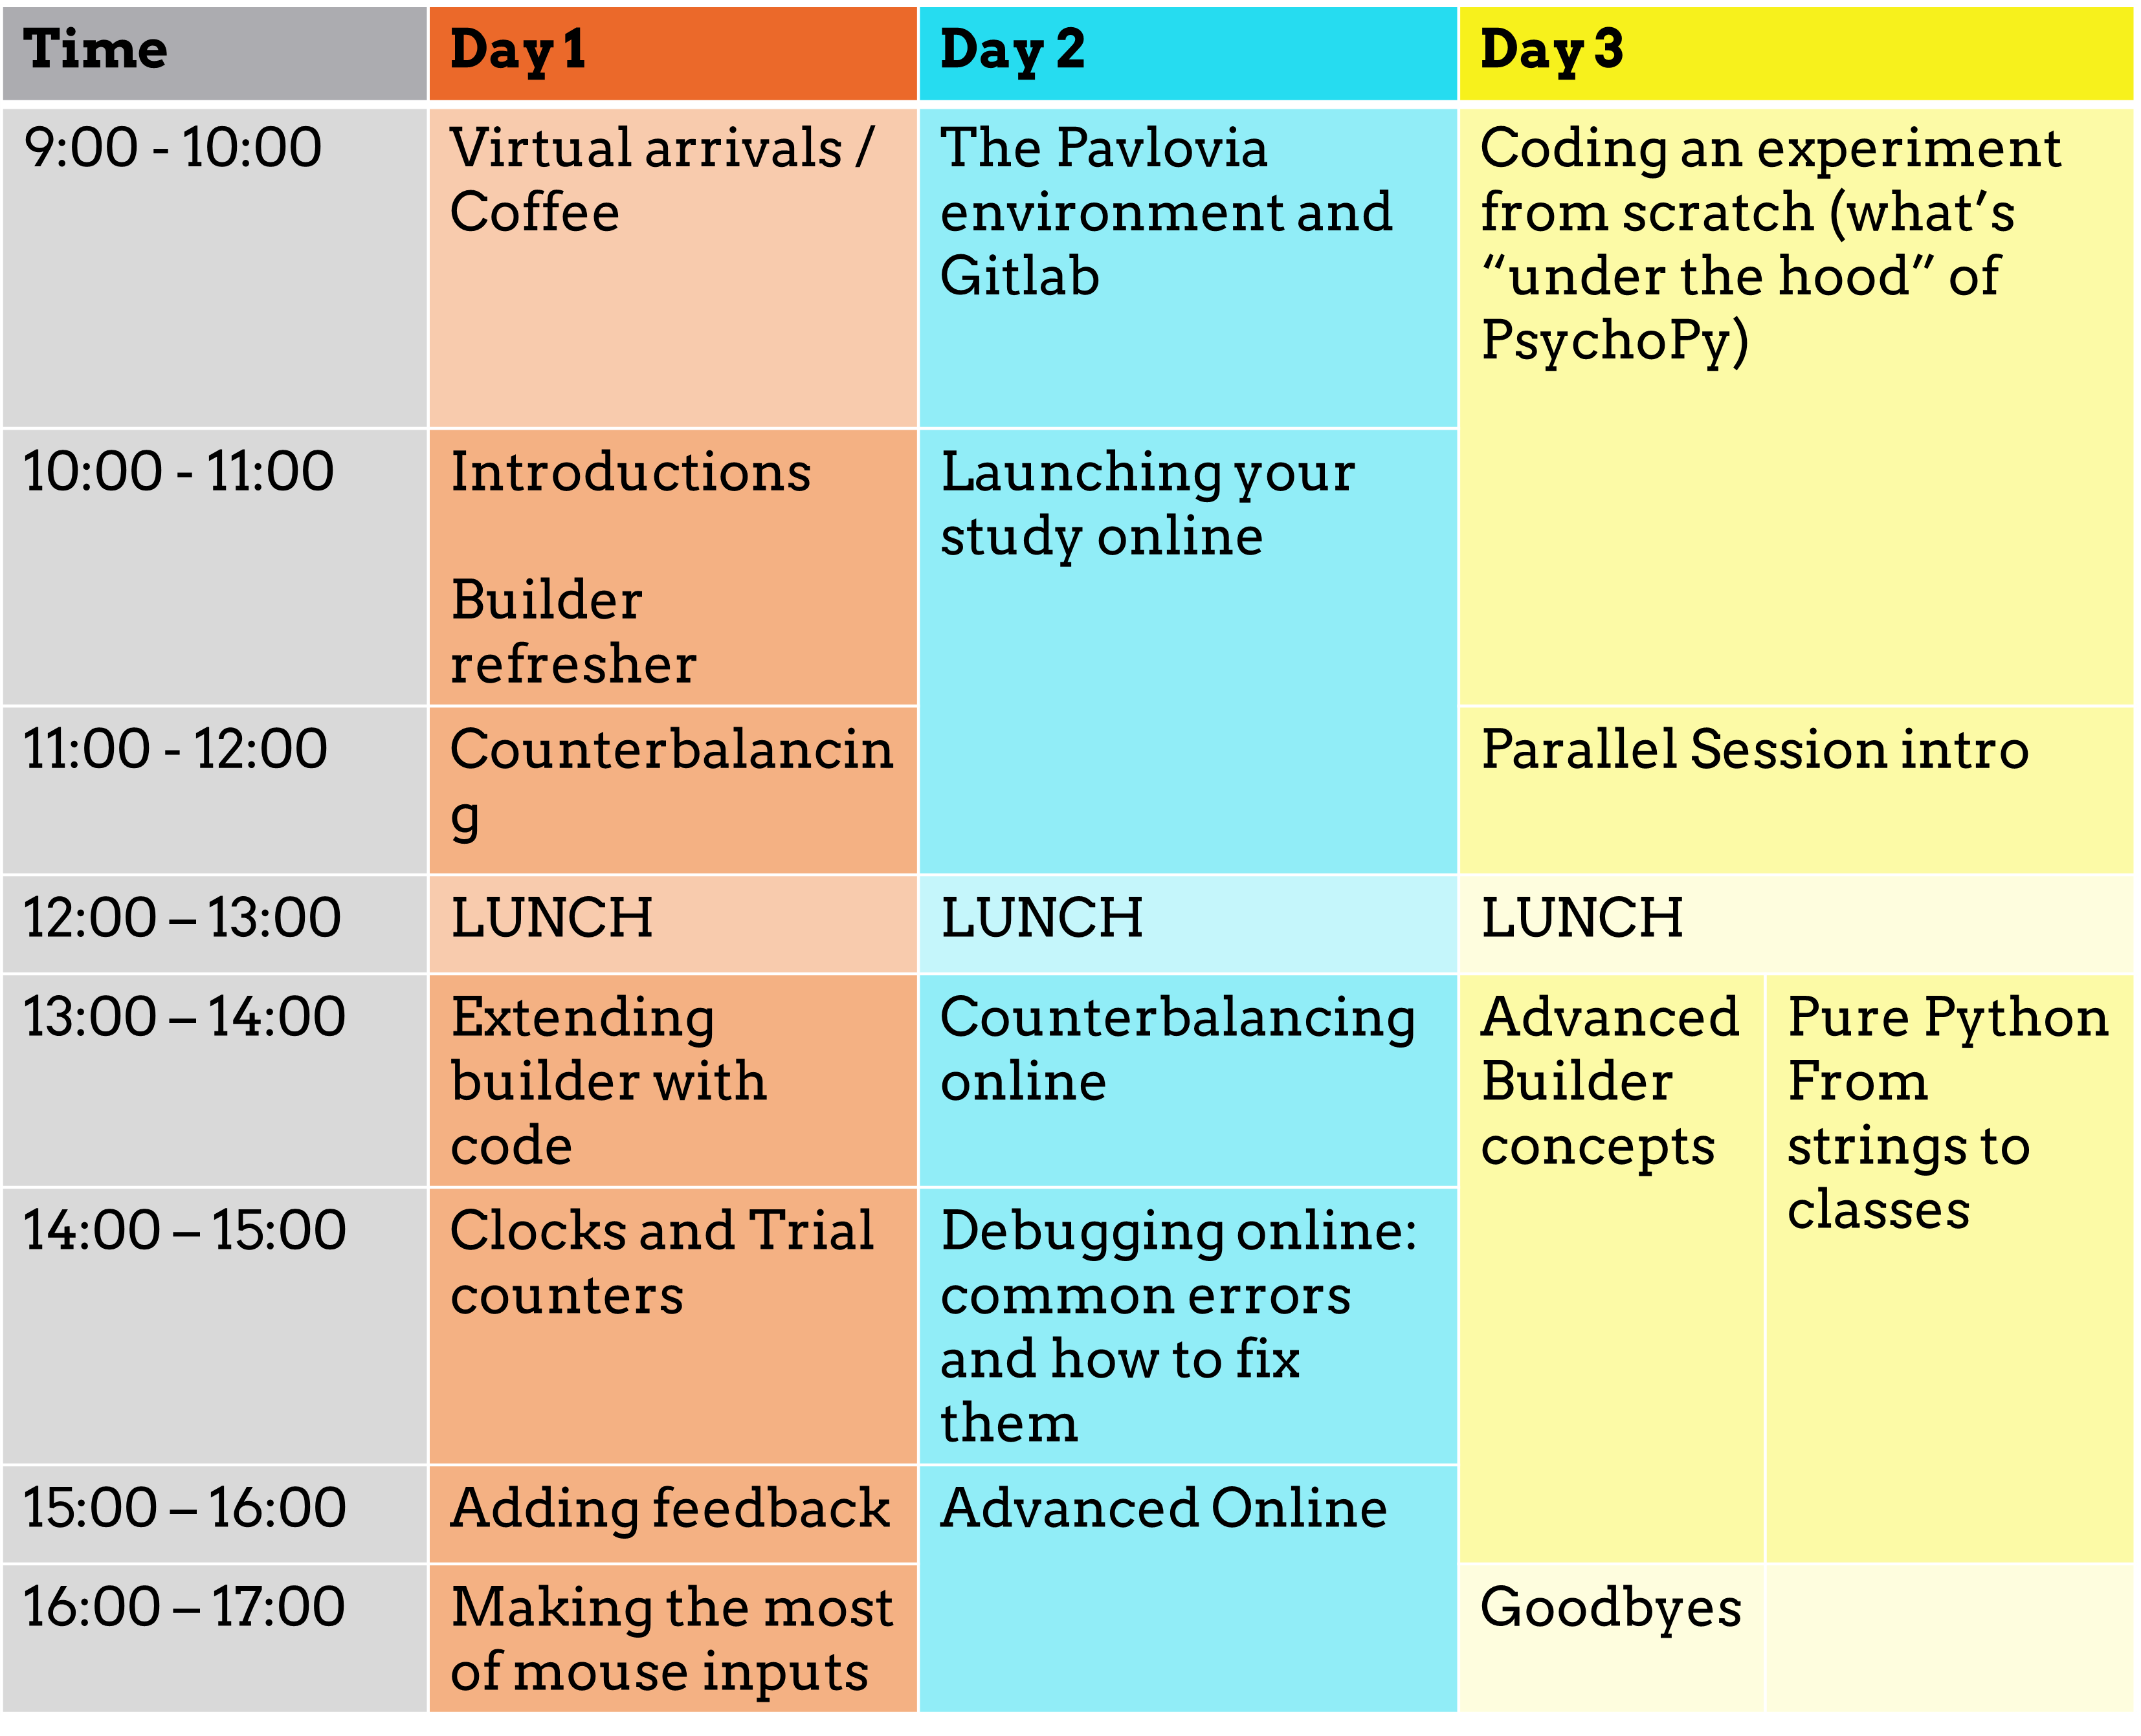 Time
Day 1
Day 2
Day 3
9:00 - 10:00
Virtual arrivals /
Coffee
The Pavlovia
environment and
Gitlab
Coding an experiment
from scratch (what’s
“under the hood” of
PsychoPy)
10:00 - 11:00
Introductions
Builder
refresher
Launching your
study online
11:00 - 12:00
Counterbalancin
g
Parallel Session intro
12:00 – 13:00
LUNCH
LUNCH
LUNCH
13:00 – 14:00
Extending
builder with
code
Counterbalancing
online
Advanced
Builder
concepts
Pure Python
From
strings to
classes
14:00 – 15:00
Clocks and Trial
counters
Debugging online:
common errors
and how to fix
them
15:00 – 16:00
Adding feedback
Advanced Online
16:00 – 17:00
Making the most
of mouse inputs
Goodbyes